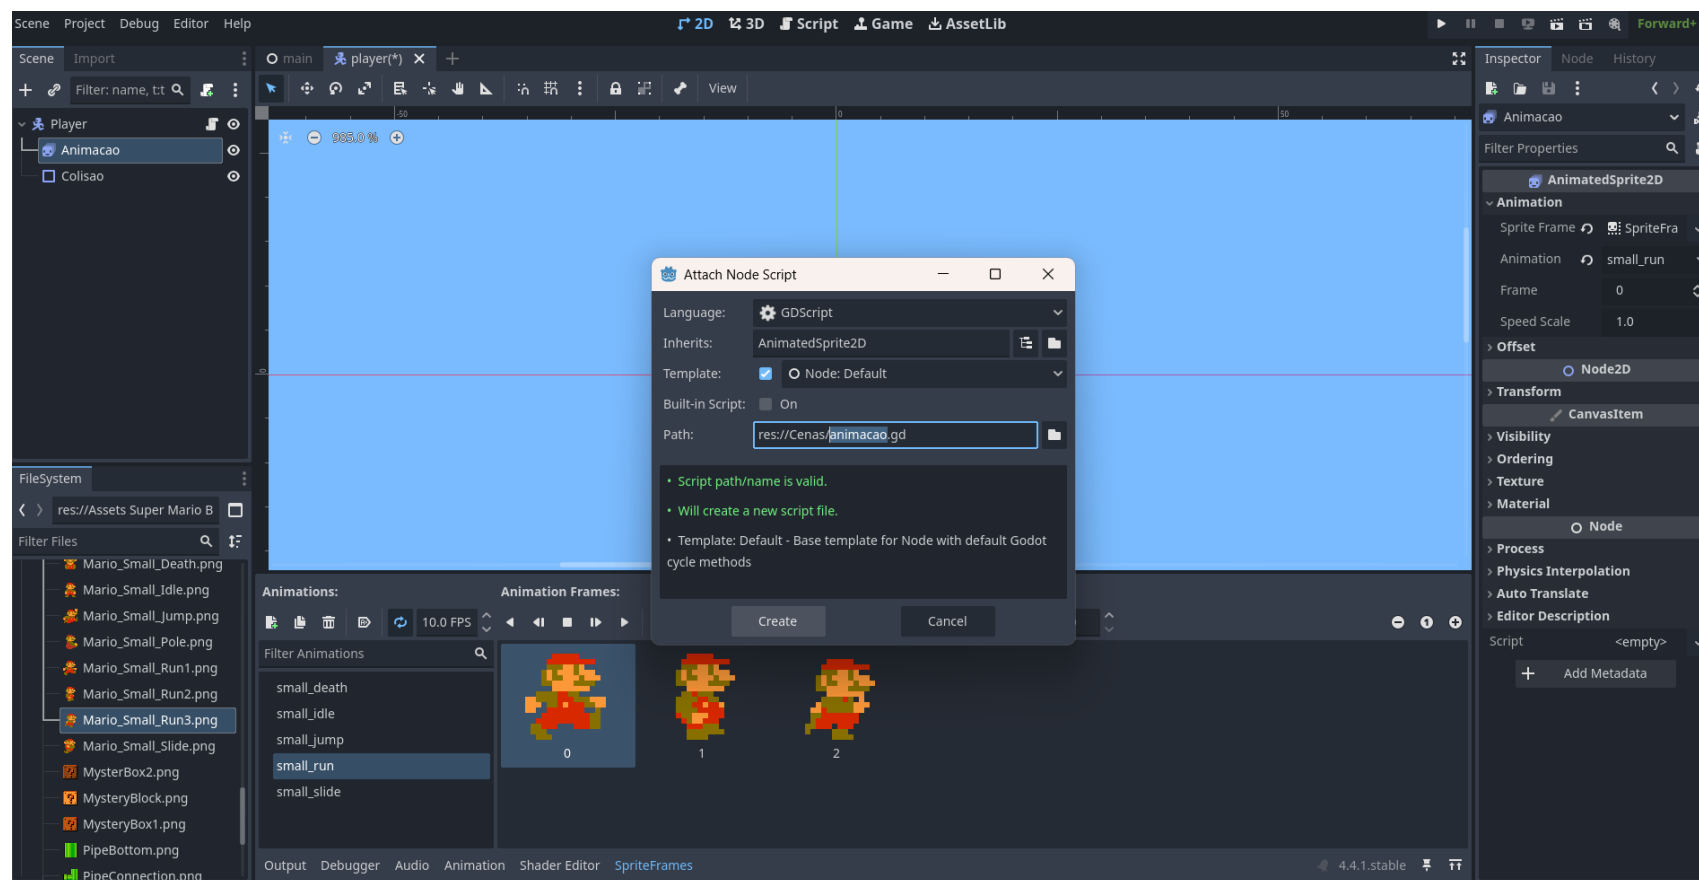 Scene Project Debug Editor Help
2D 3D Script Game AssetLib
Forward+
Scene Import
main player(*)
Inspector Node History
Filter: name, t:t
View
Player
Animacao
Colisao
-50 0 50
985.0 %
0
Animacao
Filter Properties
AnimatedSprite2D
Animation
Sprite Frame SpriteFra
Animation small_run
Frame 0
Speed Scale 1.0
Offset
Node2D
Transform
CanvasItem
Visibility
Ordering
Texture
Material
Node
Process
Physics Interpolation
Auto Translate
Editor Description
Script <empty>
Add Metadata
Attach Node Script
Language: GDScript
Inherits: AnimatedSprite2D
Template: Node: Default
Built-in Script: On
Path: res://Cenas/animacao.gd
• Script path/name is valid.
• Will create a new script file.
• Template: Default - Base template for Node with default Godot
cycle methods
Create Cancel
FileSystem
res://Assets Super Mario B
Filter Files
Mario_Small_Death.png
Mario_Small_Idle.png
Mario_Small_Jump.png
Mario_Small_Pole.png
Mario_Small_Run1.png
Mario_Small_Run2.png
Mario_Small_Run3.png
Mario_Small_Slide.png
MysterBox2.png
MysteryBlock.png
MysteryBox1.png
PipeBottom.png
PipeConnection.png
Animations: Animation Frames:
10.0 FPS
Filter Animations
small_death
small_idle
small_jump
small_run
small_slide
0 1 2
Output Debugger Audio Animation Shader Editor SpriteFrames
4.4.1.stable